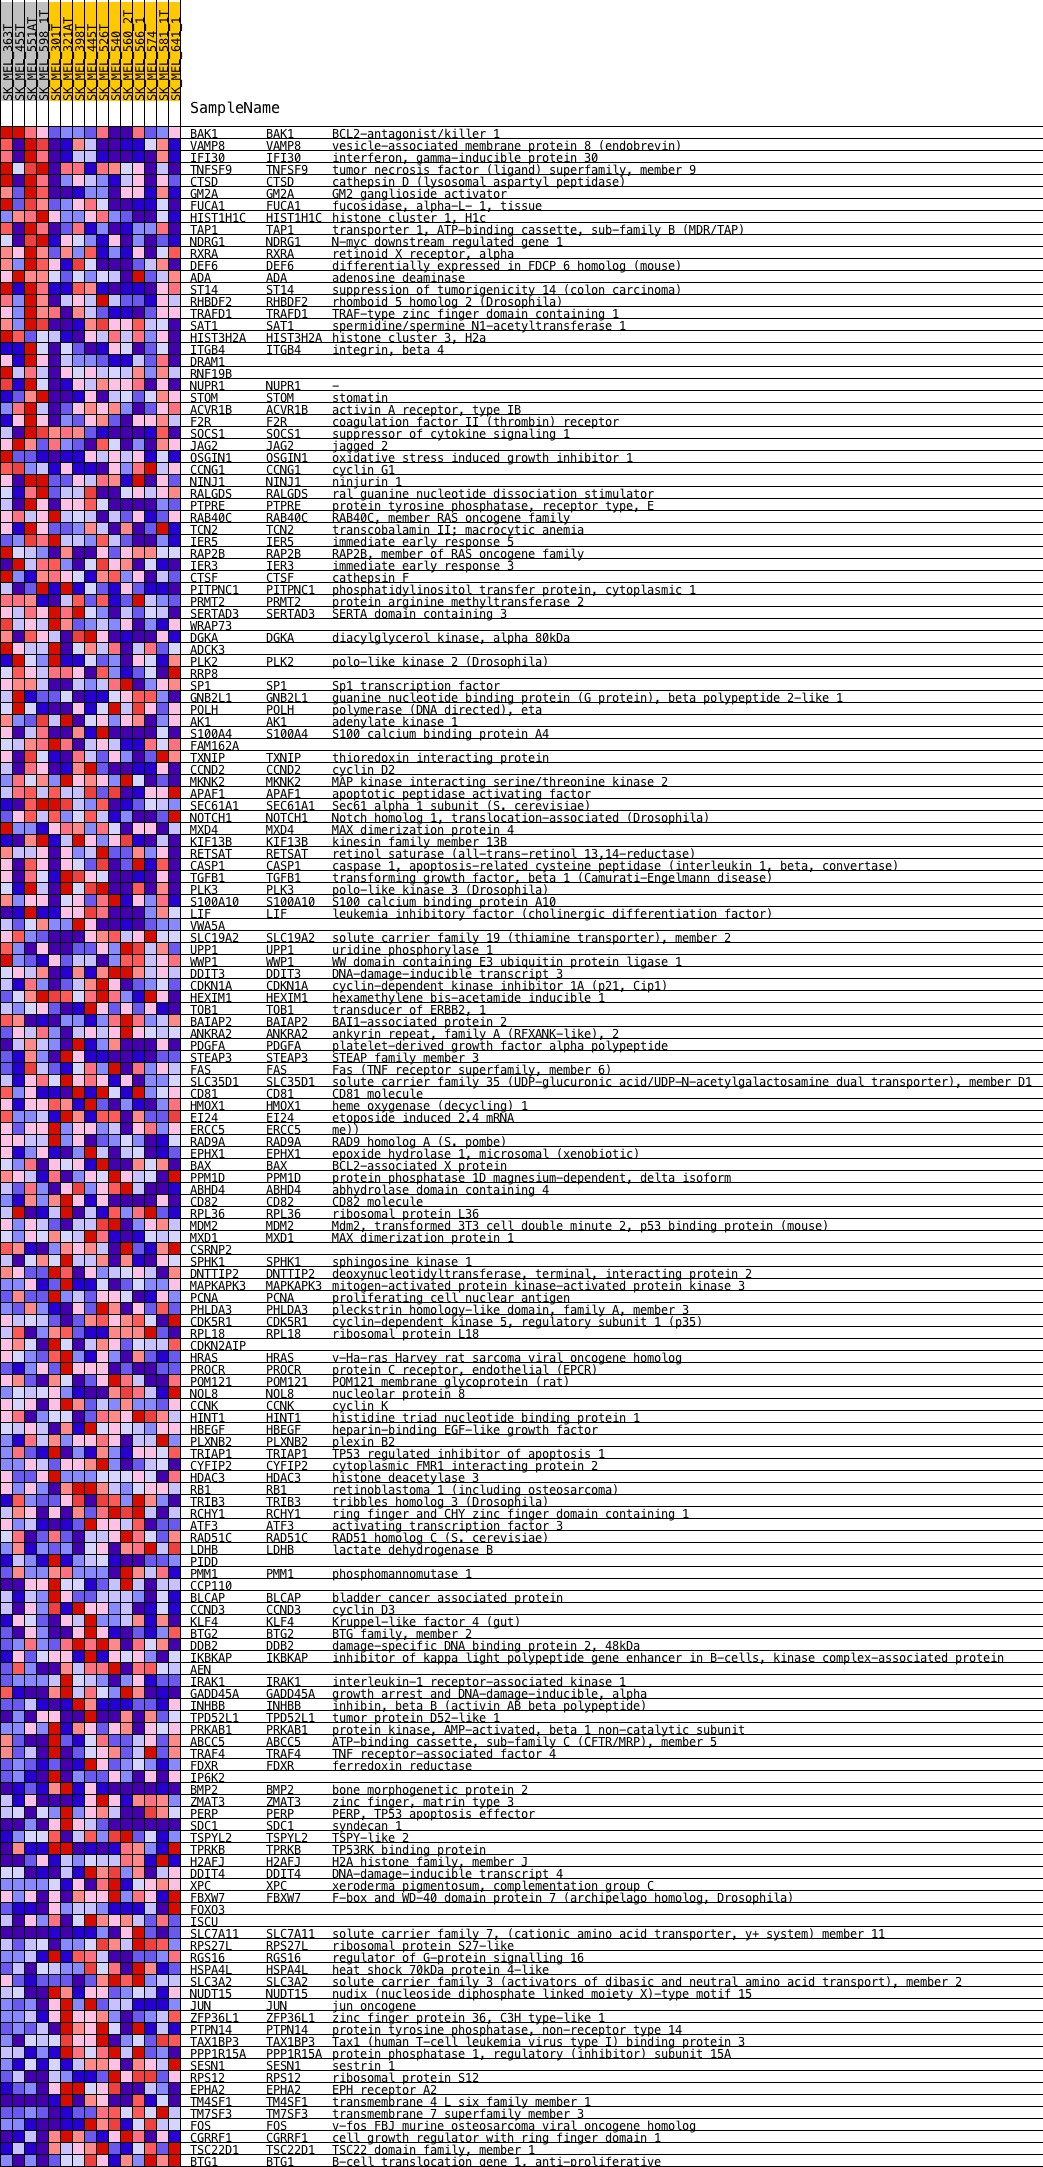 SK_MEL_363T
SK_MEL_455T
SK_MEL_551AT
SK_MEL_598_1T
SK_MEL_301T
SK_MEL_321AT
SK_MEL_398T
SK_MEL_445T
SK_MEL_526T
SK_MEL_540
SK_MEL_560_2T
SK_MEL_566_1
SK_MEL_574
SK_MEL_581_1T
SK_MEL_641_1
SampleName
BAK1 BAK1 BCL2-antagonist/killer 1
VAMP8 VAMP8 vesicle-associated membrane protein 8 (endobrevin)
IFI30 IFI30 interferon, gamma-inducible protein 30
TNFSF9 TNFSF9 tumor necrosis factor (ligand) superfamily, member 9
CTSD CTSD cathepsin D (lysosomal aspartyl peptidase)
GM2A GM2A GM2 ganglioside activator
FUCA1 FUCA1 fucosidase, alpha-L- 1, tissue
HIST1H1C HIST1H1C histone cluster 1, H1c
TAP1 TAP1 transporter 1, ATP-binding cassette, sub-family B (MDR/TAP)
NDRG1 NDRG1 N-myc downstream regulated gene 1
RXRA RXRA retinoid X receptor, alpha
DEF6 DEF6 differentially expressed in FDCP 6 homolog (mouse)
ADA ADA adenosine deaminase
ST14 ST14 suppression of tumorigenicity 14 (colon carcinoma)
RHBDF2 RHBDF2 rhomboid 5 homolog 2 (Drosophila)
TRAFD1 TRAFD1 TRAF-type zinc finger domain containing 1
SAT1 SAT1 spermidine/spermine N1-acetyltransferase 1
HIST3H2A HIST3H2A histone cluster 3, H2a
ITGB4 ITGB4 integrin, beta 4
DRAM1
RNF19B
NUPR1 NUPR1 -
STOM STOM stomatin
ACVR1B ACVR1B activin A receptor, type IB
F2R F2R coagulation factor II (thrombin) receptor
SOCS1 SOCS1 suppressor of cytokine signaling 1
JAG2 JAG2 jagged 2
OSGIN1 OSGIN1 oxidative stress induced growth inhibitor 1
CCNG1 CCNG1 cyclin G1
NINJ1 NINJ1 ninjurin 1
RALGDS RALGDS ral guanine nucleotide dissociation stimulator
PTPRE PTPRE protein tyrosine phosphatase, receptor type, E
RAB40C RAB40C RAB40C, member RAS oncogene family
TCN2 TCN2 transcobalamin II; macrocytic anemia
IER5 IER5 immediate early response 5
RAP2B RAP2B RAP2B, member of RAS oncogene family
IER3 IER3 immediate early response 3
CTSF CTSF cathepsin F
PITPNC1 PITPNC1 phosphatidylinositol transfer protein, cytoplasmic 1
PRMT2 PRMT2 protein arginine methyltransferase 2
SERTAD3 SERTAD3 SERTA domain containing 3
WRAP73
DGKA DGKA diacylglycerol kinase, alpha 80kDa
ADCK3
PLK2 PLK2 polo-like kinase 2 (Drosophila)
RRP8
SP1 SP1 Sp1 transcription factor
GNB2L1 GNB2L1 guanine nucleotide binding protein (G protein), beta polypeptide 2-like 1
POLH POLH polymerase (DNA directed), eta
AK1 AK1 adenylate kinase 1
S100A4 S100A4 S100 calcium binding protein A4
FAM162A
TXNIP TXNIP thioredoxin interacting protein
CCND2 CCND2 cyclin D2
MKNK2 MKNK2 MAP kinase interacting serine/threonine kinase 2
APAF1 APAF1 apoptotic peptidase activating factor
SEC61A1 SEC61A1 Sec61 alpha 1 subunit (S. cerevisiae)
NOTCH1 NOTCH1 Notch homolog 1, translocation-associated (Drosophila)
MXD4 MXD4 MAX dimerization protein 4
KIF13B KIF13B kinesin family member 13B
RETSAT RETSAT retinol saturase (all-trans-retinol 13,14-reductase)
CASP1 CASP1 caspase 1, apoptosis-related cysteine peptidase (interleukin 1, beta, convertase)
TGFB1 TGFB1 transforming growth factor, beta 1 (Camurati-Engelmann disease)
PLK3 PLK3 polo-like kinase 3 (Drosophila)
S100A10 S100A10 S100 calcium binding protein A10
LIF LIF leukemia inhibitory factor (cholinergic differentiation factor)
VWA5A
SLC19A2 SLC19A2 solute carrier family 19 (thiamine transporter), member 2
UPP1 UPP1 uridine phosphorylase 1
WWP1 WWP1 WW domain containing E3 ubiquitin protein ligase 1
DDIT3 DDIT3 DNA-damage-inducible transcript 3
CDKN1A CDKN1A cyclin-dependent kinase inhibitor 1A (p21, Cip1)
HEXIM1 HEXIM1 hexamethylene bis-acetamide inducible 1
TOB1 TOB1 transducer of ERBB2, 1
BAIAP2 BAIAP2 BAI1-associated protein 2
ANKRA2 ANKRA2 ankyrin repeat, family A (RFXANK-like), 2
PDGFA PDGFA platelet-derived growth factor alpha polypeptide
STEAP3 STEAP3 STEAP family member 3
FAS FAS Fas (TNF receptor superfamily, member 6)
SLC35D1 SLC35D1 solute carrier family 35 (UDP-glucuronic acid/UDP-N-acetylgalactosamine dual transporter), member D1
CD81 CD81 CD81 molecule
HMOX1 HMOX1 heme oxygenase (decycling) 1
EI24 EI24 etoposide induced 2.4 mRNA
ERCC5 ERCC5 me))
RAD9A RAD9A RAD9 homolog A (S. pombe)
EPHX1 EPHX1 epoxide hydrolase 1, microsomal (xenobiotic)
BAX BAX BCL2-associated X protein
PPM1D PPM1D protein phosphatase 1D magnesium-dependent, delta isoform
ABHD4 ABHD4 abhydrolase domain containing 4
CD82 CD82 CD82 molecule
RPL36 RPL36 ribosomal protein L36
MDM2 MDM2 Mdm2, transformed 3T3 cell double minute 2, p53 binding protein (mouse)
MXD1 MXD1 MAX dimerization protein 1
CSRNP2
SPHK1 SPHK1 sphingosine kinase 1
DNTTIP2 DNTTIP2 deoxynucleotidyltransferase, terminal, interacting protein 2
MAPKAPK3 MAPKAPK3 mitogen-activated protein kinase-activated protein kinase 3
PCNA PCNA proliferating cell nuclear antigen
PHLDA3 PHLDA3 pleckstrin homology-like domain, family A, member 3
CDK5R1 CDK5R1 cyclin-dependent kinase 5, regulatory subunit 1 (p35)
RPL18 RPL18 ribosomal protein L18
CDKN2AIP
HRAS HRAS v-Ha-ras Harvey rat sarcoma viral oncogene homolog
PROCR PROCR protein C receptor, endothelial (EPCR)
POM121 POM121 POM121 membrane glycoprotein (rat)
NOL8 NOL8 nucleolar protein 8
CCNK CCNK cyclin K
HINT1 HINT1 histidine triad nucleotide binding protein 1
HBEGF HBEGF heparin-binding EGF-like growth factor
PLXNB2 PLXNB2 plexin B2
TRIAP1 TRIAP1 TP53 regulated inhibitor of apoptosis 1
CYFIP2 CYFIP2 cytoplasmic FMR1 interacting protein 2
HDAC3 HDAC3 histone deacetylase 3
RB1 RB1 retinoblastoma 1 (including osteosarcoma)
TRIB3 TRIB3 tribbles homolog 3 (Drosophila)
RCHY1 RCHY1 ring finger and CHY zinc finger domain containing 1
ATF3 ATF3 activating transcription factor 3
RAD51C RAD51C RAD51 homolog C (S. cerevisiae)
LDHB LDHB lactate dehydrogenase B
PIDD
PMM1 PMM1 phosphomannomutase 1
CCP110
BLCAP BLCAP bladder cancer associated protein
CCND3 CCND3 cyclin D3
KLF4 KLF4 Kruppel-like factor 4 (gut)
BTG2 BTG2 BTG family, member 2
DDB2 DDB2 damage-specific DNA binding protein 2, 48kDa
IKBKAP IKBKAP inhibitor of kappa light polypeptide gene enhancer in B-cells, kinase complex-associated protein
AEN
IRAK1 IRAK1 interleukin-1 receptor-associated kinase 1
GADD45A GADD45A growth arrest and DNA-damage-inducible, alpha
INHBB INHBB inhibin, beta B (activin AB beta polypeptide)
TPD52L1 TPD52L1 tumor protein D52-like 1
PRKAB1 PRKAB1 protein kinase, AMP-activated, beta 1 non-catalytic subunit
ABCC5 ABCC5 ATP-binding cassette, sub-family C (CFTR/MRP), member 5
TRAF4 TRAF4 TNF receptor-associated factor 4
FDXR FDXR ferredoxin reductase
IP6K2
BMP2 BMP2 bone morphogenetic protein 2
ZMAT3 ZMAT3 zinc finger, matrin type 3
PERP PERP PERP, TP53 apoptosis effector
SDC1 SDC1 syndecan 1
TSPYL2 TSPYL2 TSPY-like 2
TPRKB TPRKB TP53RK binding protein
H2AFJ H2AFJ H2A histone family, member J
DDIT4 DDIT4 DNA-damage-inducible transcript 4
XPC XPC xeroderma pigmentosum, complementation group C
FBXW7 FBXW7 F-box and WD-40 domain protein 7 (archipelago homolog, Drosophila)
FOXO3
ISCU
SLC7A11 SLC7A11 solute carrier family 7, (cationic amino acid transporter, y+ system) member 11
RPS27L RPS27L ribosomal protein S27-like
RGS16 RGS16 regulator of G-protein signalling 16
HSPA4L HSPA4L heat shock 70kDa protein 4-like
SLC3A2 SLC3A2 solute carrier family 3 (activators of dibasic and neutral amino acid transport), member 2
NUDT15 NUDT15 nudix (nucleoside diphosphate linked moiety X)-type motif 15
JUN JUN jun oncogene
ZFP36L1 ZFP36L1 zinc finger protein 36, C3H type-like 1
PTPN14 PTPN14 protein tyrosine phosphatase, non-receptor type 14
TAX1BP3 TAX1BP3 Tax1 (human T-cell leukemia virus type I) binding protein 3
PPP1R15A PPP1R15A protein phosphatase 1, regulatory (inhibitor) subunit 15A
SESN1 SESN1 sestrin 1
RPS12 RPS12 ribosomal protein S12
EPHA2 EPHA2 EPH receptor A2
TM4SF1 TM4SF1 transmembrane 4 L six family member 1
TM7SF3 TM7SF3 transmembrane 7 superfamily member 3
FOS FOS v-fos FBJ murine osteosarcoma viral oncogene homolog
CGRRF1 CGRRF1 cell growth regulator with ring finger domain 1
TSC22D1 TSC22D1 TSC22 domain family, member 1
BTG1 BTG1 B-cell translocation gene 1, anti-proliferative